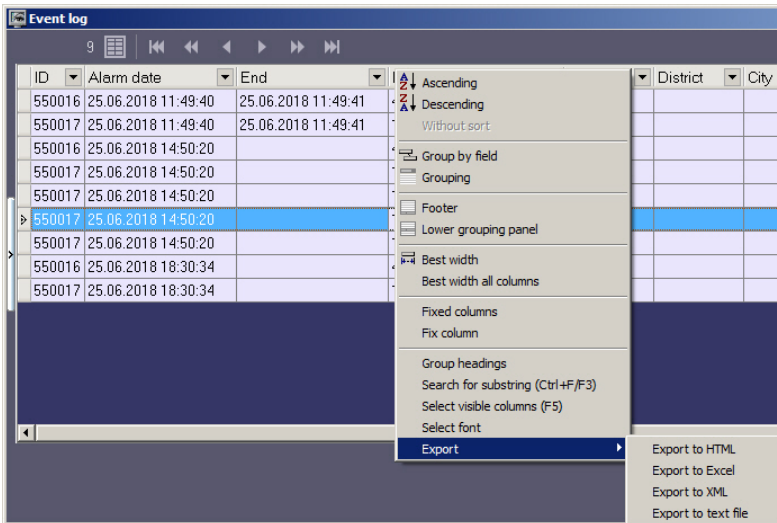 Event log
9
ID Alarm date End District City
550016 25.06.2018 11:49:40 25.06.2018 11:49:41
550017 25.06.2018 11:49:40 25.06.2018 11:49:41
550016 25.06.2018 14:50:20
550017 25.06.2018 14:50:20
550017 25.06.2018 14:50:20
550017 25.06.2018 14:50:20
550017 25.06.2018 14:50:20
550016 25.06.2018 18:30:34
550017 25.06.2018 18:30:34
Ascending
Descending
Without sort
Group by field
Grouping
Footer
Lower grouping panel
Best width
Best width all columns
Fixed columns
Fix column
Group headings
Search for substring (Ctrl+F/F3)
Select visible columns (F5)
Select font
Export
Export to HTML
Export to Excel
Export to XML
Export to text file